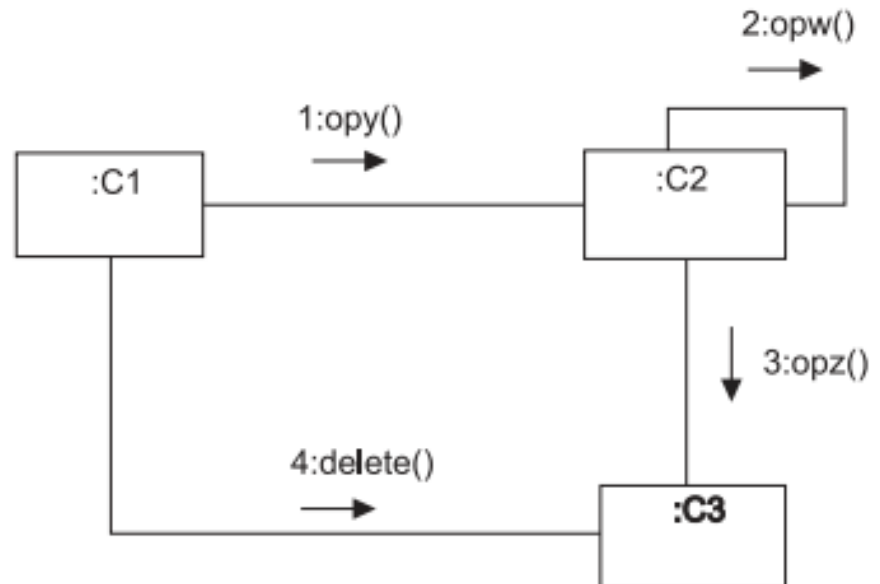 2:opw()
1:opy()
:C1
:C2
3:opz()
4:delete()
:C3